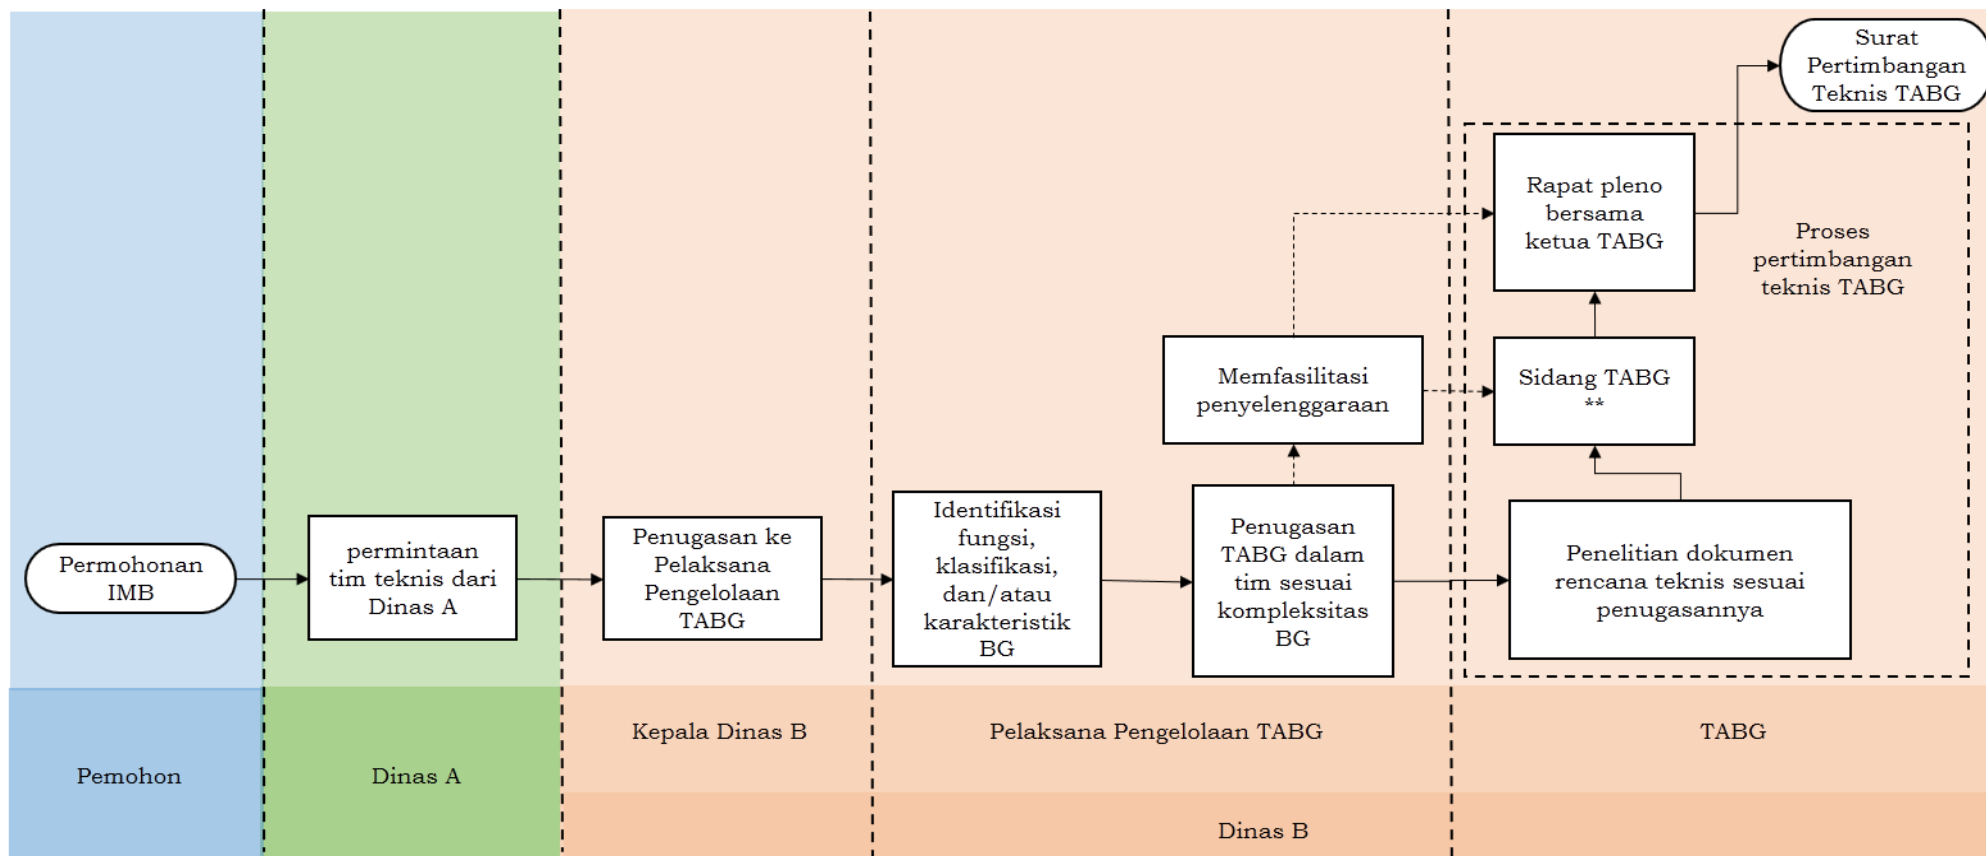 Surat
Pertimbangan
Teknis TABG
Rapat pleno
bersama
ketua TABG
Proses
pertimbangan
teknis TABG
Memfasilitasi
penyelenggaraan
Sidang TABG
**
Permohonan
IMB
permintaan
tim teknis dari
Dinas A
Penugasan ke
Pelaksana
Pengelolaan
TABG
Identifikasi
fungsi,
klasifikasi,
dan/atau
karakteristik
BG
Penugasan
TABG dalam
tim sesuai
kompleksitas
BG
Penelitian dokumen
rencana teknis sesuai
penugasannya
Kepala Dinas B
Pelaksana Pengelolaan TABG
TABG
Pemohon
Dinas A
Dinas B